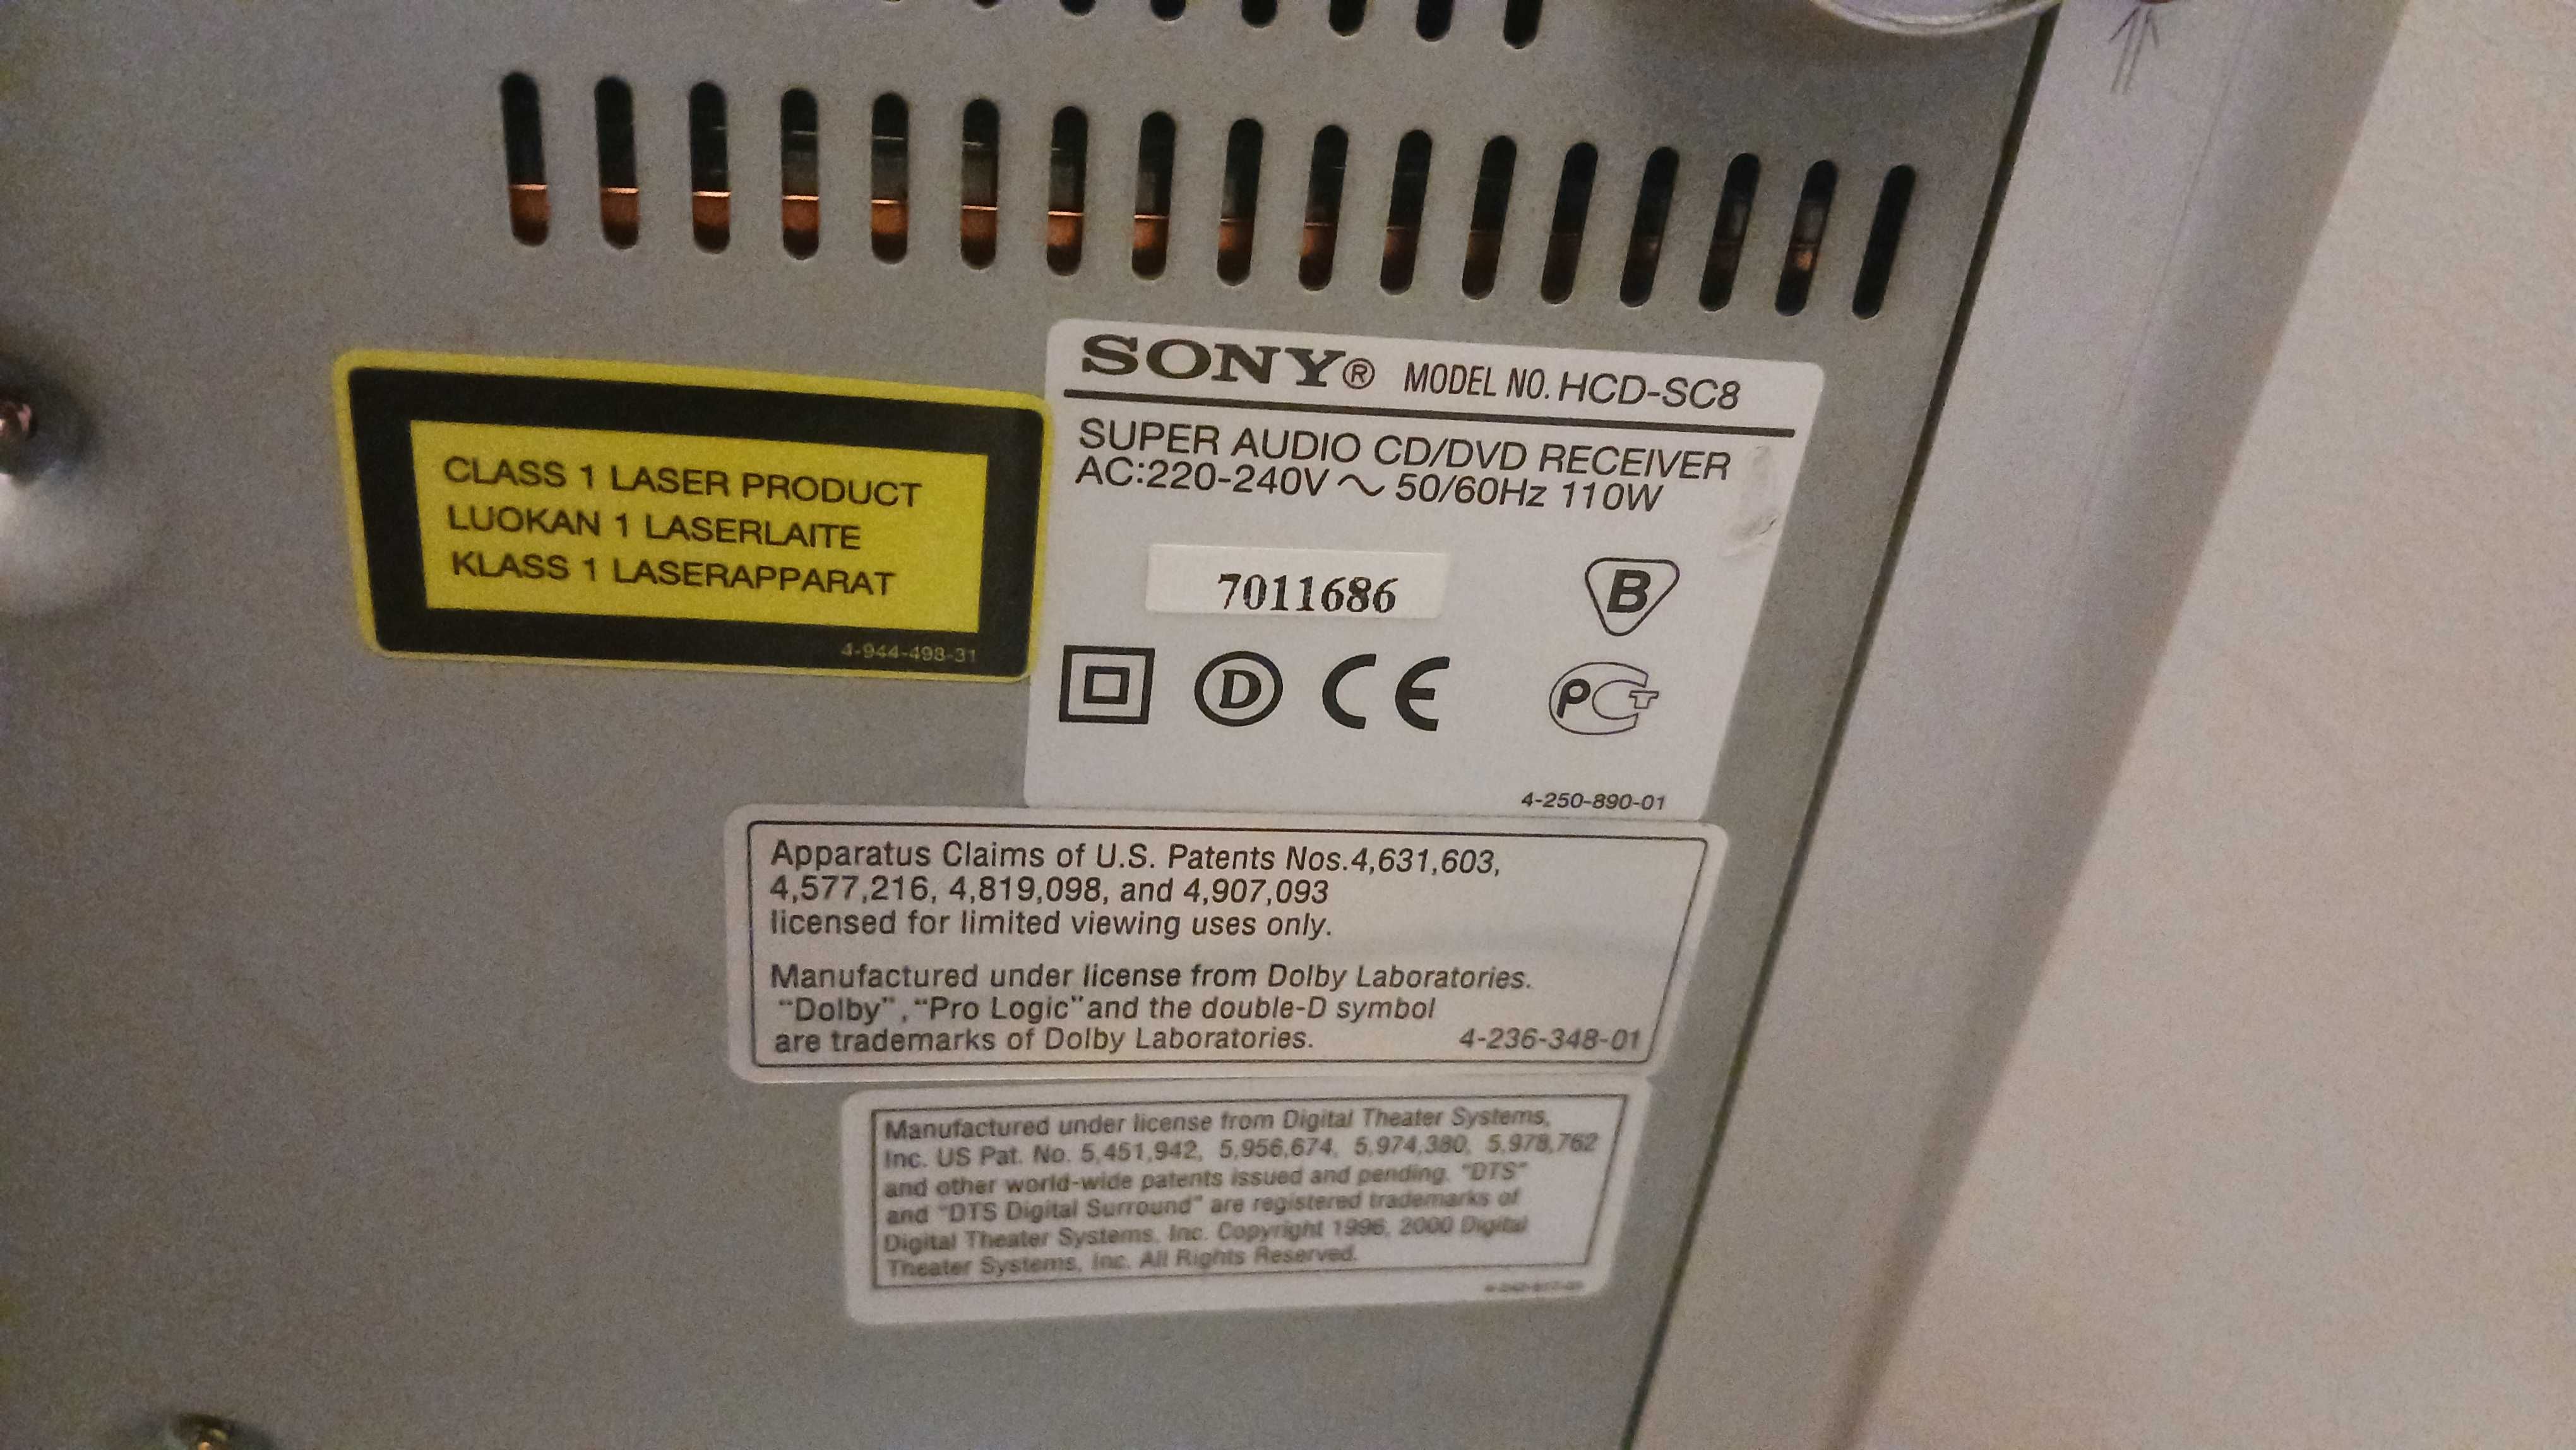 SONY® MODEL NO. HCD-SC8
SUPER AUDIO CD/DVD RECEIVER
AC:220-240V ~ 50/60Hz 110W
7011686
B
D CE
PCT
4-250-890-01
CLASS 1 LASER PRODUCT
LUOKAN 1 LASERLAITE
KLASS 1 LASERAPPARAT
4-944-498-31
Apparatus Claims of U.S. Patents Nos.4,631,603,
4,577,216, 4,819,098, and 4,907,093
licensed for limited viewing uses only.
Manufactured under license from Dolby Laboratories.
“Dolby”, “Pro Logic” and the double-D symbol
are trademarks of Dolby Laboratories. 4-236-348-01
Manufactured under license from Digital Theater Systems,
Inc. US Pat. No. 5,451,942, 5,956,674, 5,974,380, 5,978,762
and other world-wide patents issued and pending. “DTS”
and “DTS Digital Surround” are registered trademarks of
Digital Theater Systems, Inc. Copyright 1996, 2000 Digital
Theater Systems, Inc. All Rights Reserved.